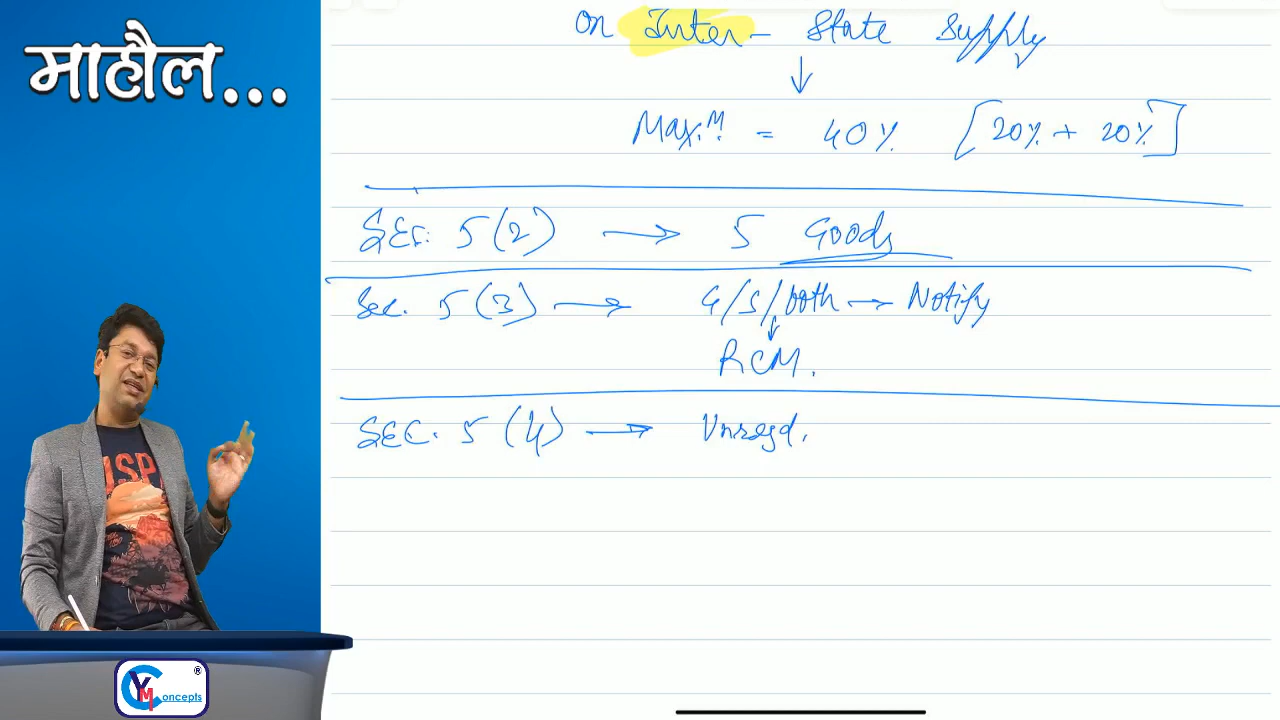 माहौल...
On Inter - State Supply
↓
Max.M = 40% [20% + 20%]
SEC. 5(2) → 5 Goods
Sec. 5(3) → G/S/both → Notify
↓
RCM.
SEC. 5(4) → Unregd.
CYM Concepts ®